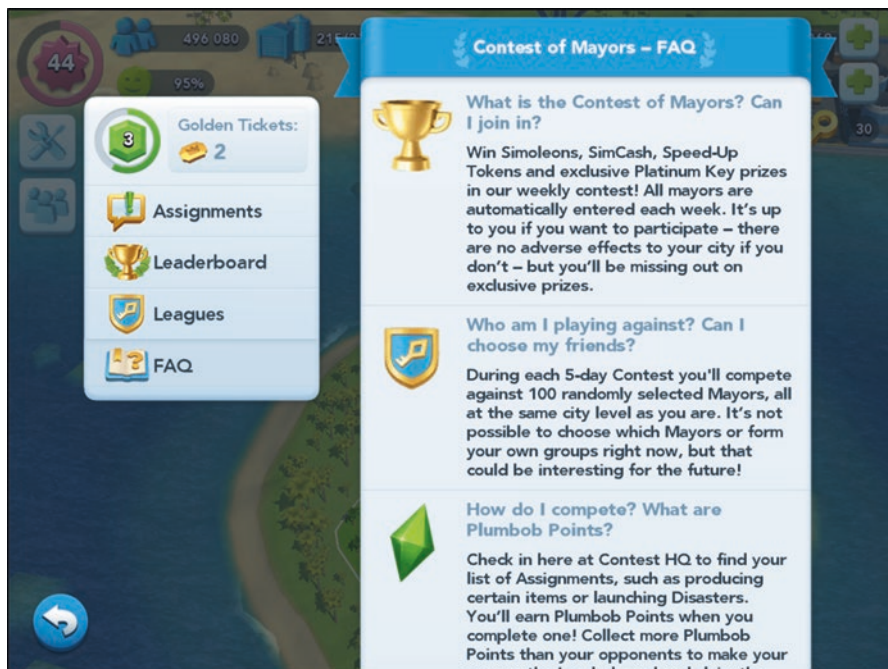 44
496 080
95%
3
Golden Tickets:
2
Assignments
Leaderboard
Leagues
FAQ
30
Contest of Mayors – FAQ
What is the Contest of Mayors? Can
I join in?
Win Simoleons, SimCash, Speed-Up
Tokens and exclusive Platinum Key prizes
in our weekly contest! All mayors are
automatically entered each week. It's up
to you if you want to participate – there
are no adverse effects to your city if you
don't – but you'll be missing out on
exclusive prizes.
Who am I playing against? Can I
choose my friends?
During each 5-day Contest you'll compete
against 100 randomly selected Mayors, all
at the same city level as you are. It's not
possible to choose which Mayors or form
your own groups right now, but that
could be interesting for the future!
How do I compete? What are
Plumbob Points?
Check in here at Contest HQ to find your
list of Assignments, such as producing
certain items or launching Disasters.
You'll earn Plumbob Points when you
complete one! Collect more Plumbob
Points than your opponents to make your